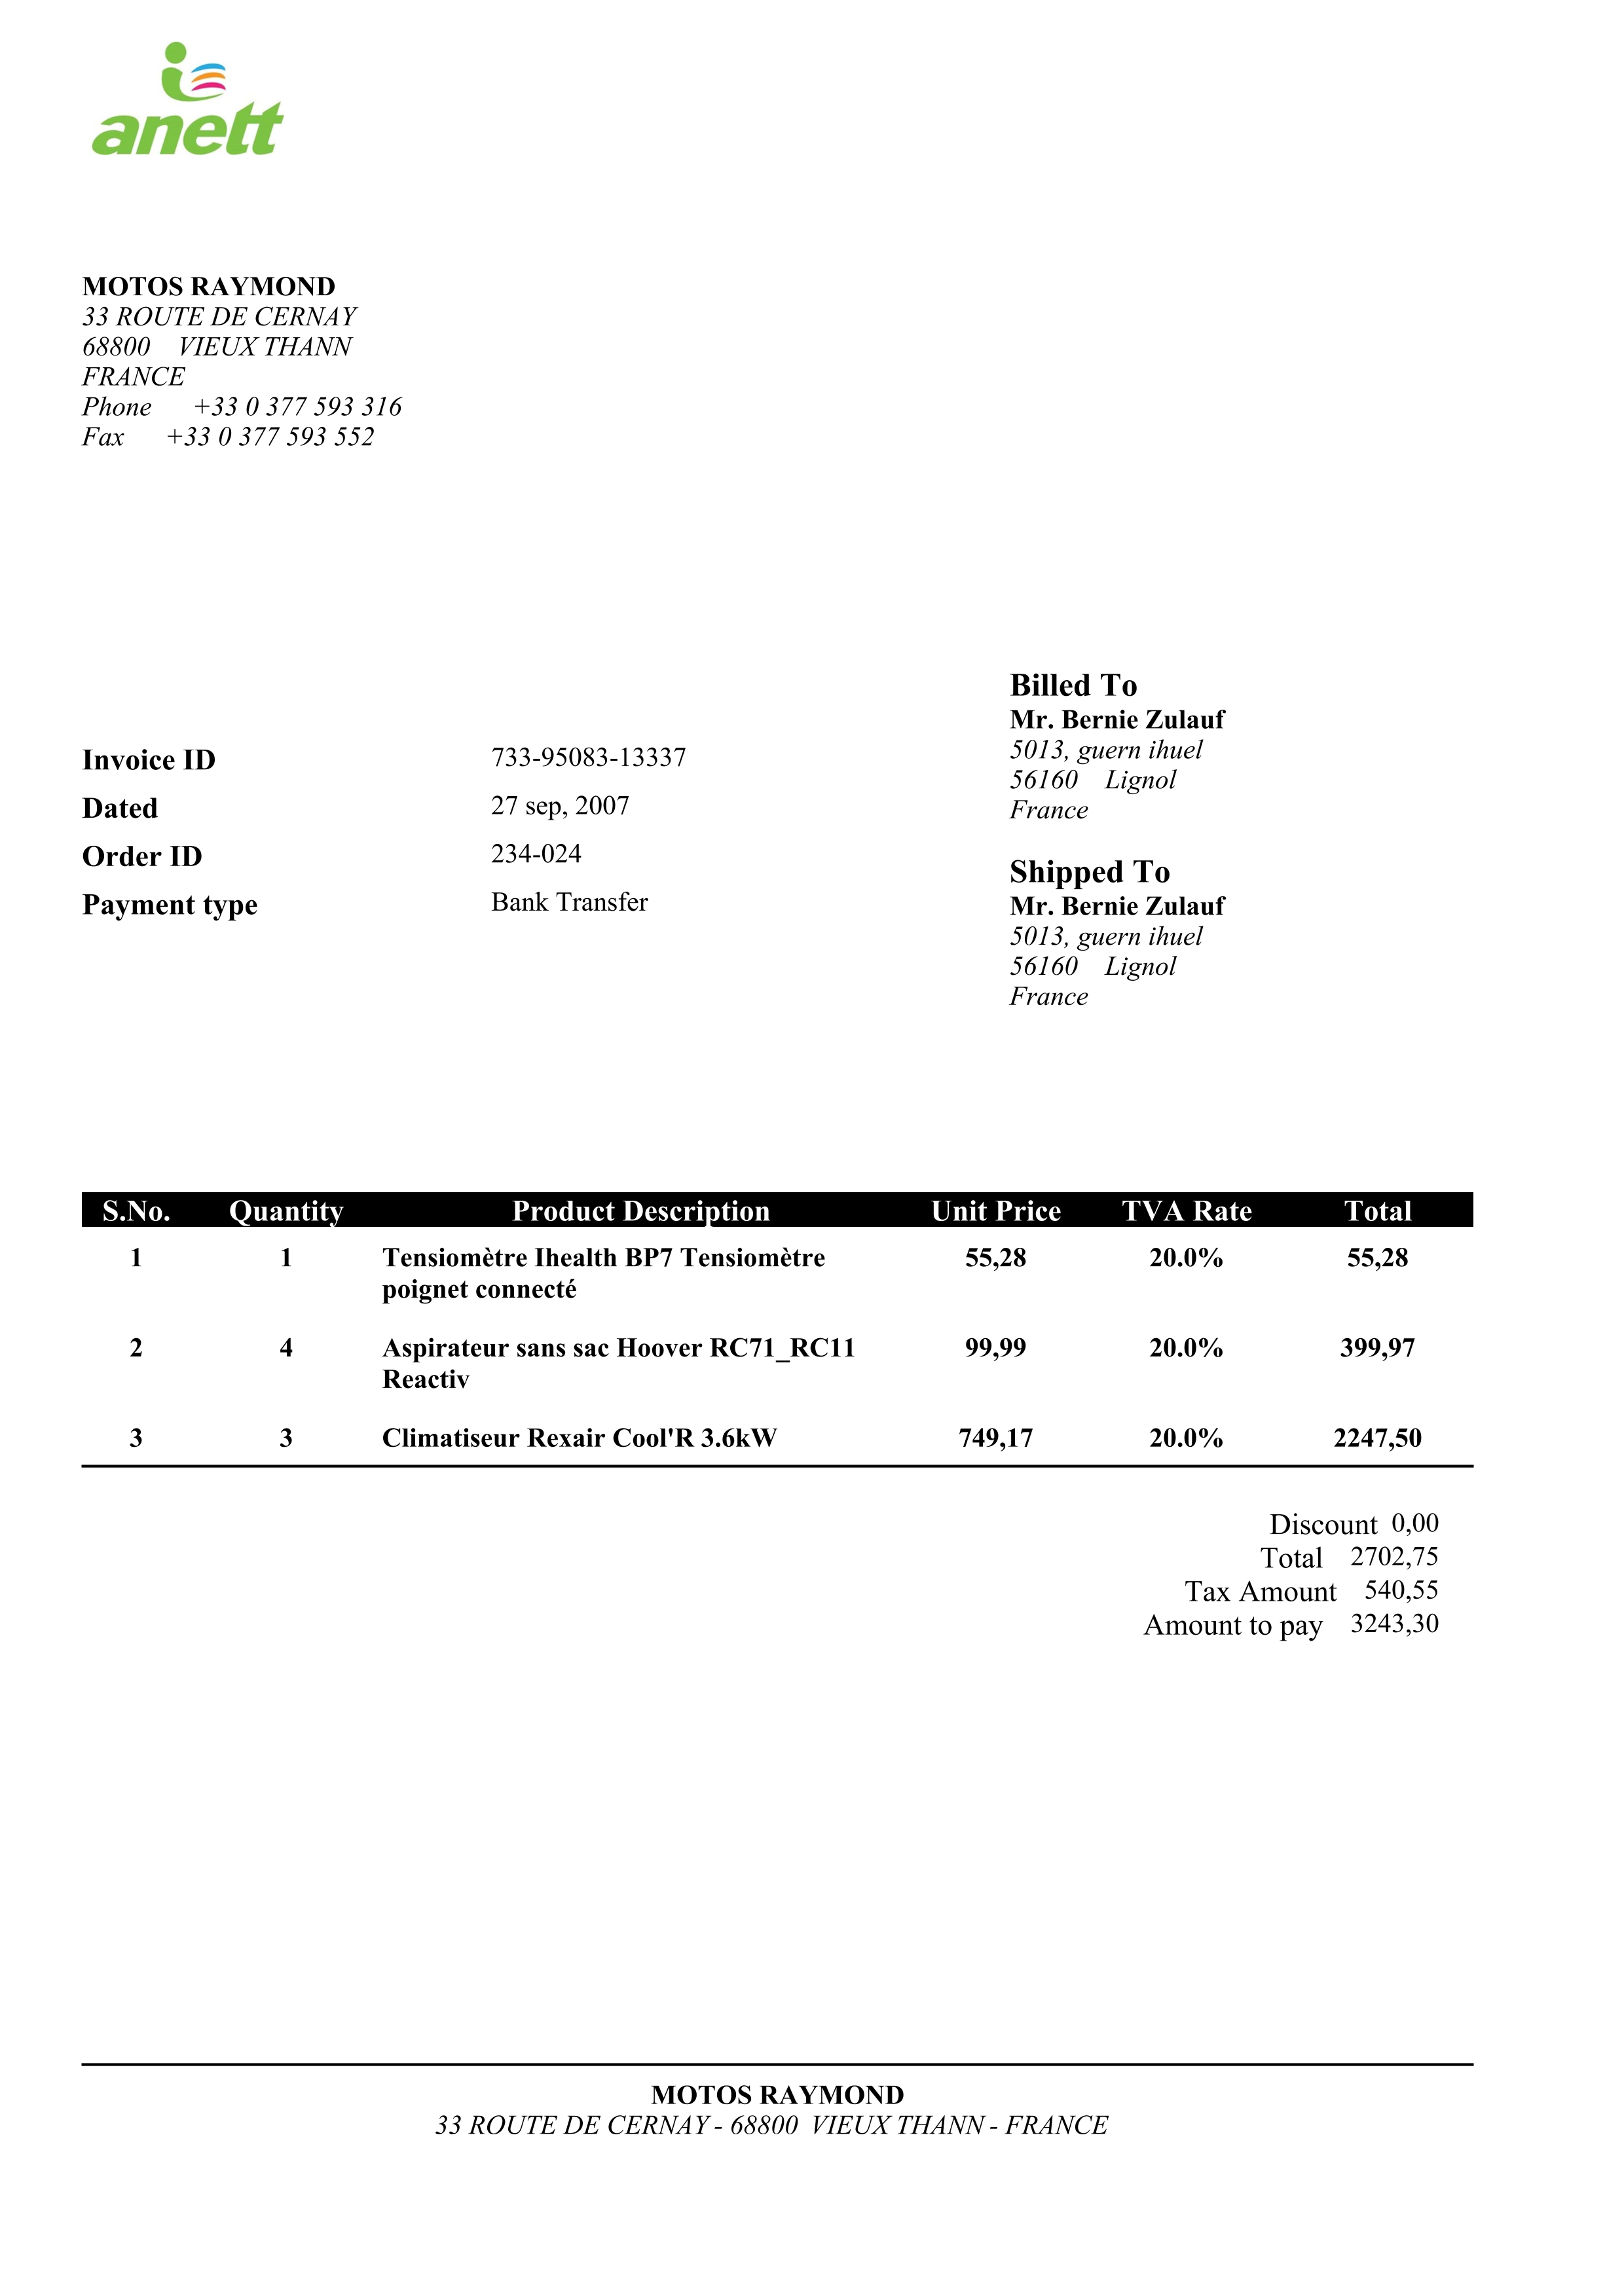 anett
MOTOS RAYMOND
33 ROUTE DE CERNAY
68800 VIEUX THANN
FRANCE
Phone +33 0 377 593 316
Fax +33 0 377 593 552
Invoice ID 733-95083-13337
Dated 27 sep, 2007
Order ID 234-024
Payment type Bank Transfer
Billed To
Mr. Bernie Zulauf
5013, guern ihuel
56160 Lignol
France
Shipped To
Mr. Bernie Zulauf
5013, guern ihuel
56160 Lignol
France
S.No. Quantity Product Description Unit Price TVA Rate Total
1 1 Tensiomètre Ihealth BP7 Tensiomètre 55,28 20.0% 55,28
poignet connecté
2 4 Aspirateur sans sac Hoover RC71_RC11 99,99 20.0% 399,97
Reactiv
3 3 Climatiseur Rexair Cool'R 3.6kW 749,17 20.0% 2247,50
Discount 0,00
Total 2702,75
Tax Amount 540,55
Amount to pay 3243,30
MOTOS RAYMOND
33 ROUTE DE CERNAY - 68800 VIEUX THANN - FRANCE